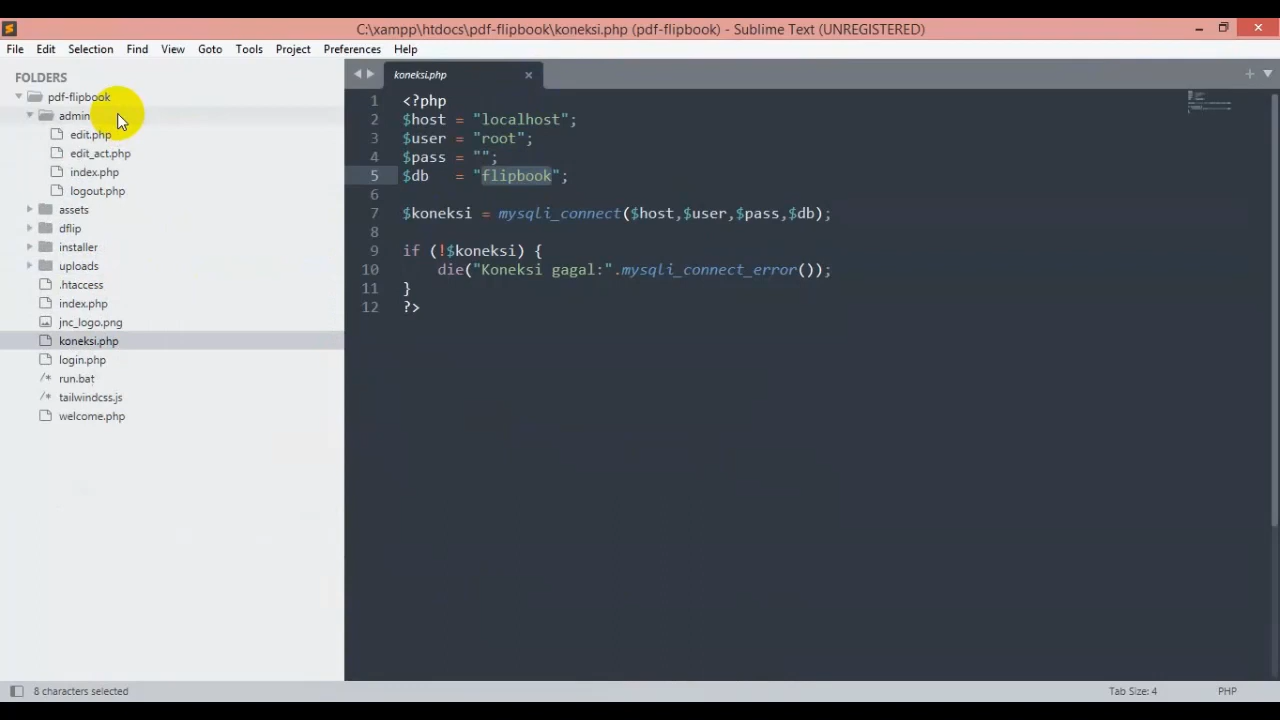 C:\xampp\htdocs\pdf-flipbook\koneksi.php (pdf-flipbook) - Sublime Text (UNREGISTERED)
File Edit Selection Find View Goto Tools Project Preferences Help
FOLDERS
pdf-flipbook
admin
edit.php
edit_act.php
index.php
logout.php
assets
dflip
installer
uploads
.htaccess
index.php
jnc_logo.png
koneksi.php
login.php
/* run.bat
/* tailwindcss.js
welcome.php
koneksi.php
1 <?php
2 $host = "localhost";
3 $user = "root";
4 $pass = "";
5 $db   = "flipbook";
6
7 $koneksi = mysqli_connect($host,$user,$pass,$db);
8
9 if (!$koneksi) {
10     die("Koneksi gagal:".mysqli_connect_error());
11 }
12 ?>
8 characters selected Tab Size: 4 PHP